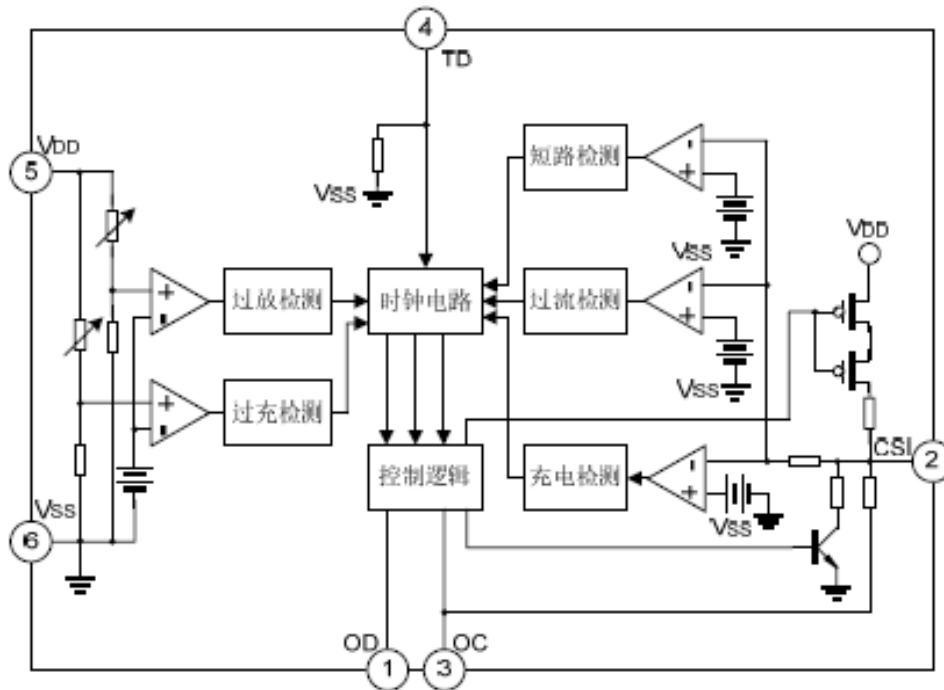 4
TD
VDD
5
短路检测
VSS
VSS
VDD
过放检测
时钟电路
过流检测
VSS
过充检测
CSI
2
控制逻辑
充电检测
VSS
VSS
6
OD
OC
1
3